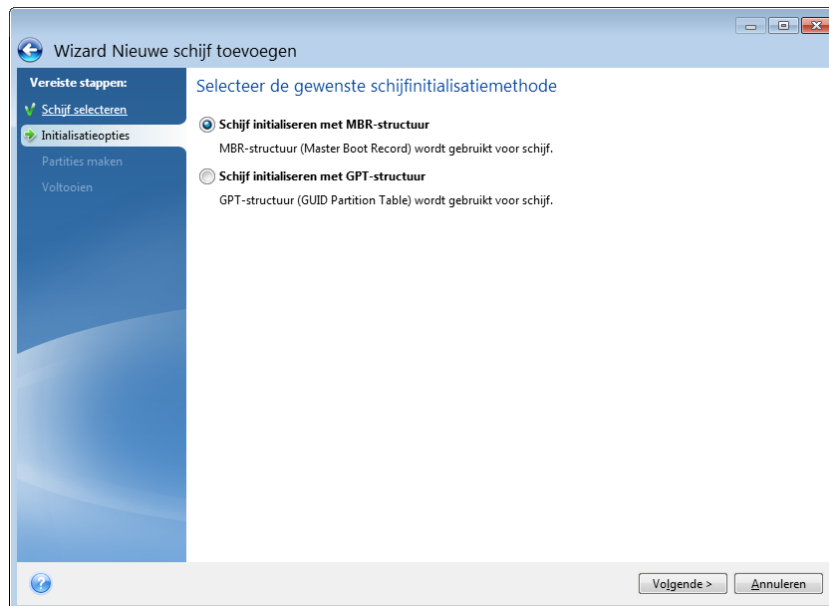 Wizard Nieuwe schijf toevoegen
Vereiste stappen:
Schijf selecteren
Initialisatieopties
Partities maken
Voltooien
Selecteer de gewenste schijfinitialisatiemethode
Schijf initialiseren met MBR-structuur
MBR-structuur (Master Boot Record) wordt gebruikt voor schijf.
Schijf initialiseren met GPT-structuur
GPT-structuur (GUID Partition Table) wordt gebruikt voor schijf.
Volgende >
Annuleren